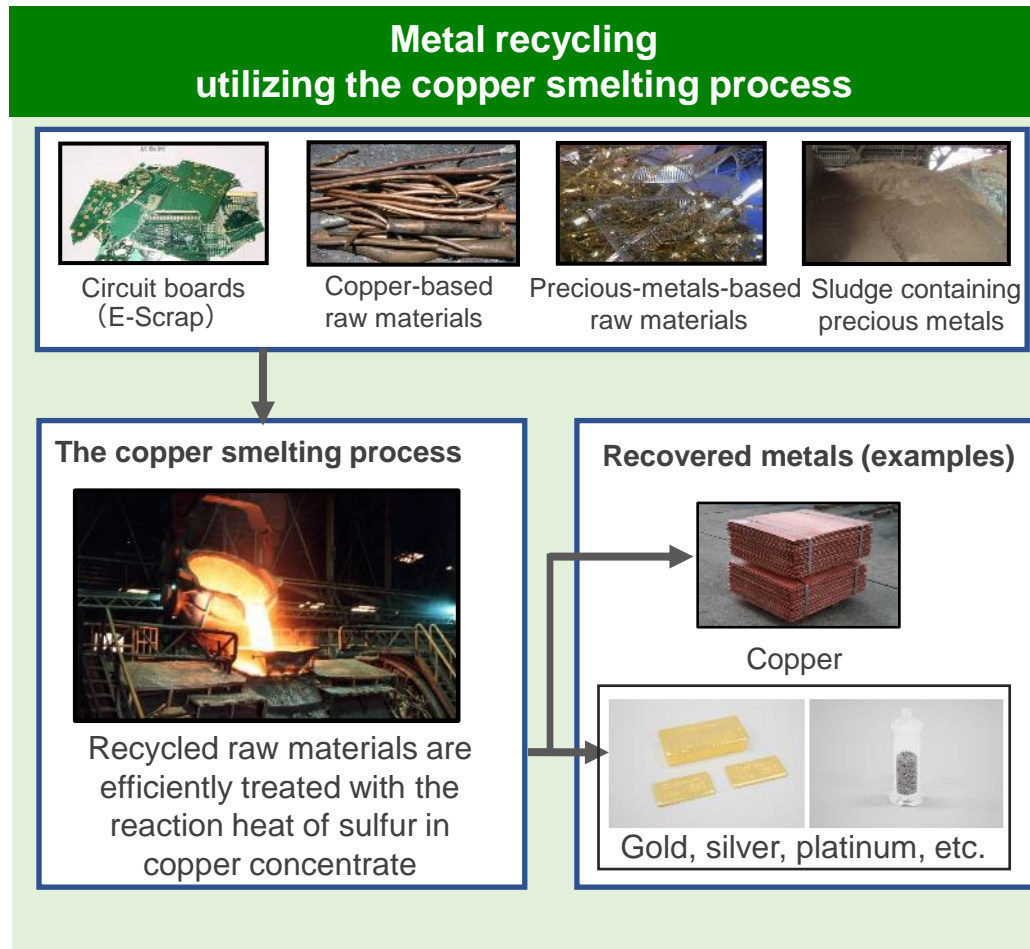 Metal recycling
utilizing the copper smelting process
Circuit boards
（E-Scrap）
Copper-based
raw materials
Precious-metals-based
raw materials
Sludge containing
precious metals
The copper smelting process
Recycled raw materials are
efficiently treated with the
reaction heat of sulfur in
copper concentrate
Recovered metals (examples)
Copper
Gold, silver, platinum, etc.